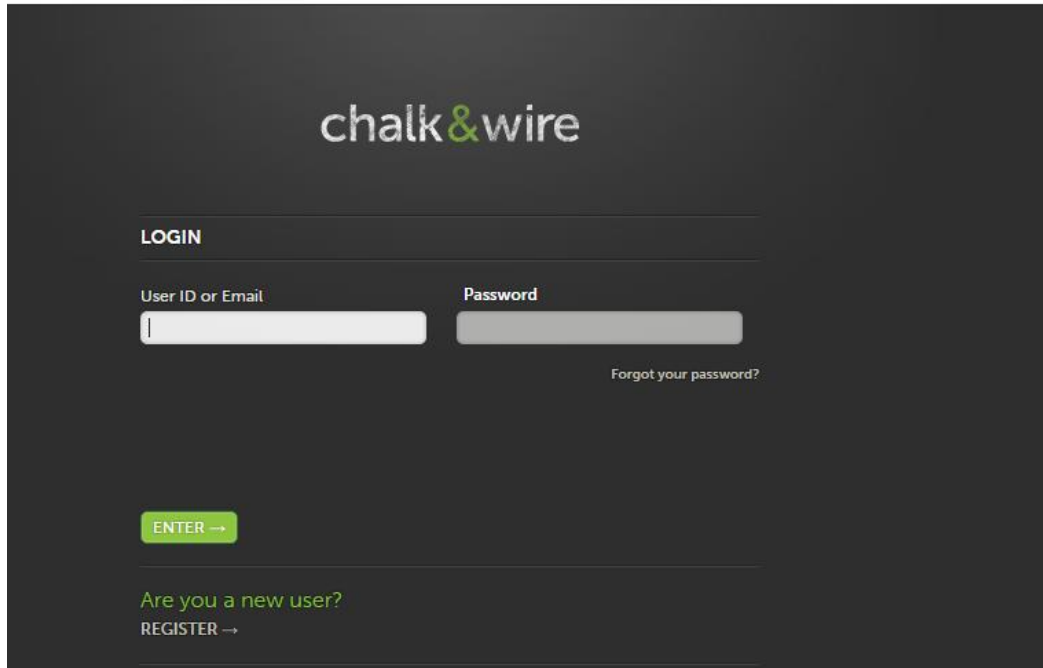 chalk&wire
LOGIN
User ID or Email
Password
Forgot your password?
ENTER →
Are you a new user?
REGISTER →